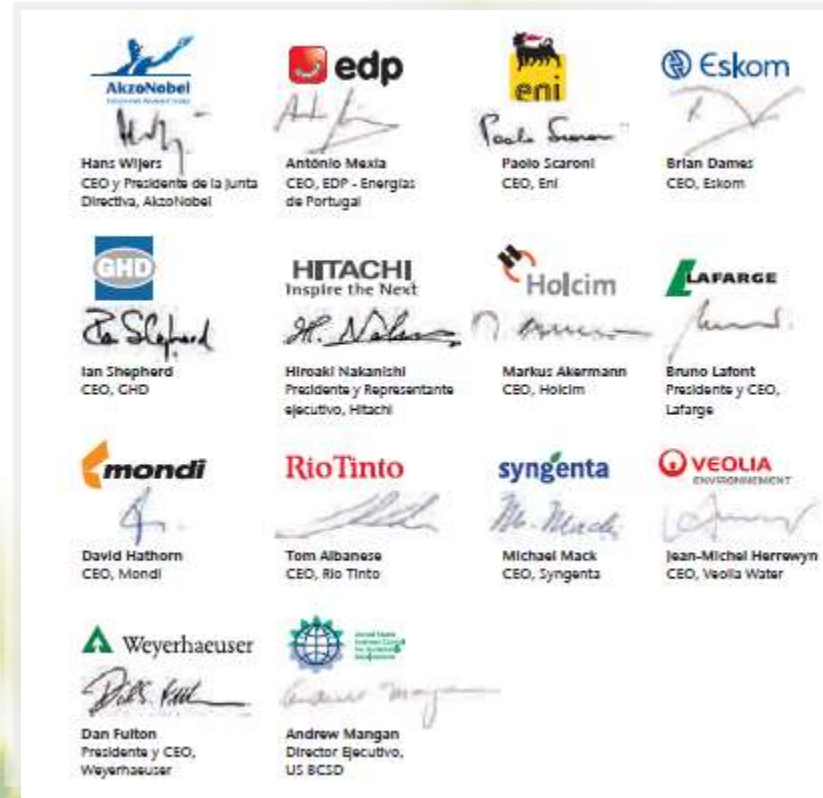 AkzoNobel
edp
eni
Eskom
Paolo Scaroni
Hans Wijers
CEO y Presidente de la Junta
Directiva, AkzoNobel
António Mexia
CEO, EDP - Energías
de Portugal
Paolo Scaroni
CEO, Eni
Brian Dames
CEO, Eskom
GHD
HITACHI
Inspire the Next
Holcim
LAFARGE
Ian Shepherd
CEO, GHD
Hiroaki Nakanishi
Presidente y Representante
ejecutivo, Hitachi
Markus Akermann
CEO, Holcim
Bruno Lafont
Presidente y CEO,
Lafarge
mondi
RioTinto
syngenta
VEOLIA
ENVIRONNEMENT
David Hathorn
CEO, Mondi
Tom Albanese
CEO, Rio Tinto
Michael Mack
CEO, Syngenta
Jean-Michel Herrewyn
CEO, Veolia Water
Weyerhaeuser
Dan Fulton
Presidente y CEO,
Weyerhaeuser
Andrew Mangan
Director Ejecutivo,
US BCSD